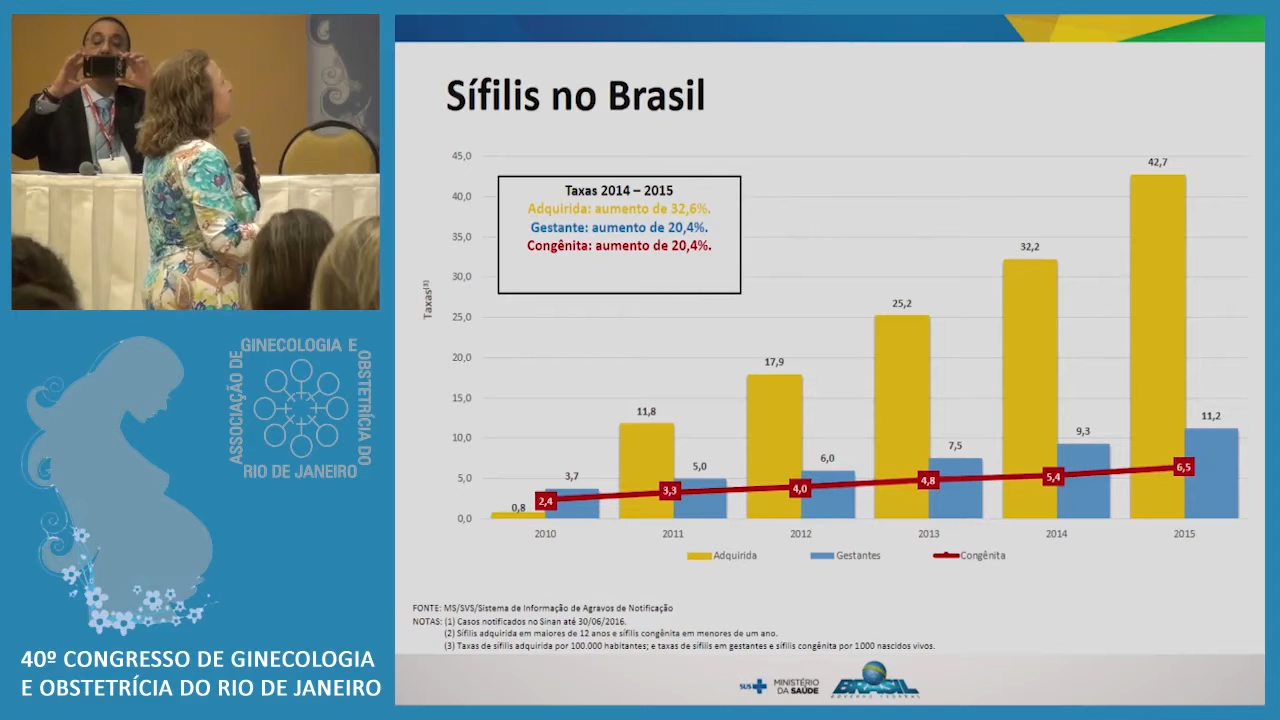 Sífilis no Brasil
45,0
40,0
35,0
30,0
25,0
20,0
15,0
10,0
5,0
0,0
Taxas(3)
Taxas 2014 – 2015
Adquirida: aumento de 32,6%.
Gestante: aumento de 20,4%.
Congênita: aumento de 20,4%.
0,8
3,7
2,4
11,8
5,0
3,3
17,9
6,0
4,0
25,2
7,5
4,8
32,2
9,3
5,4
42,7
11,2
6,5
2010
2011
2012
2013
2014
2015
Adquirida
Gestantes
Congênita
FONTE: MS/SVS/Sistema de Informação de Agravos de Notificação
NOTAS: (1) Casos notificados no Sinan até 30/06/2016.
(2) Sífilis adquirida em maiores de 12 anos e sífilis congênita em menores de um ano.
(3) Taxas de sífilis adquirida por 100.000 habitantes; e taxas de sífilis em gestantes e sífilis congênita por 1000 nascidos vivos.
SUS
MINISTÉRIO
DA SAÚDE
BRASIL
GOVERNO FEDERAL
ASSOCIAÇÃO DE
GINECOLOGIA E
OBSTETRÍCIA DO
RIO DE JANEIRO
40º CONGRESSO DE GINECOLOGIA
E OBSTETRÍCIA DO RIO DE JANEIRO